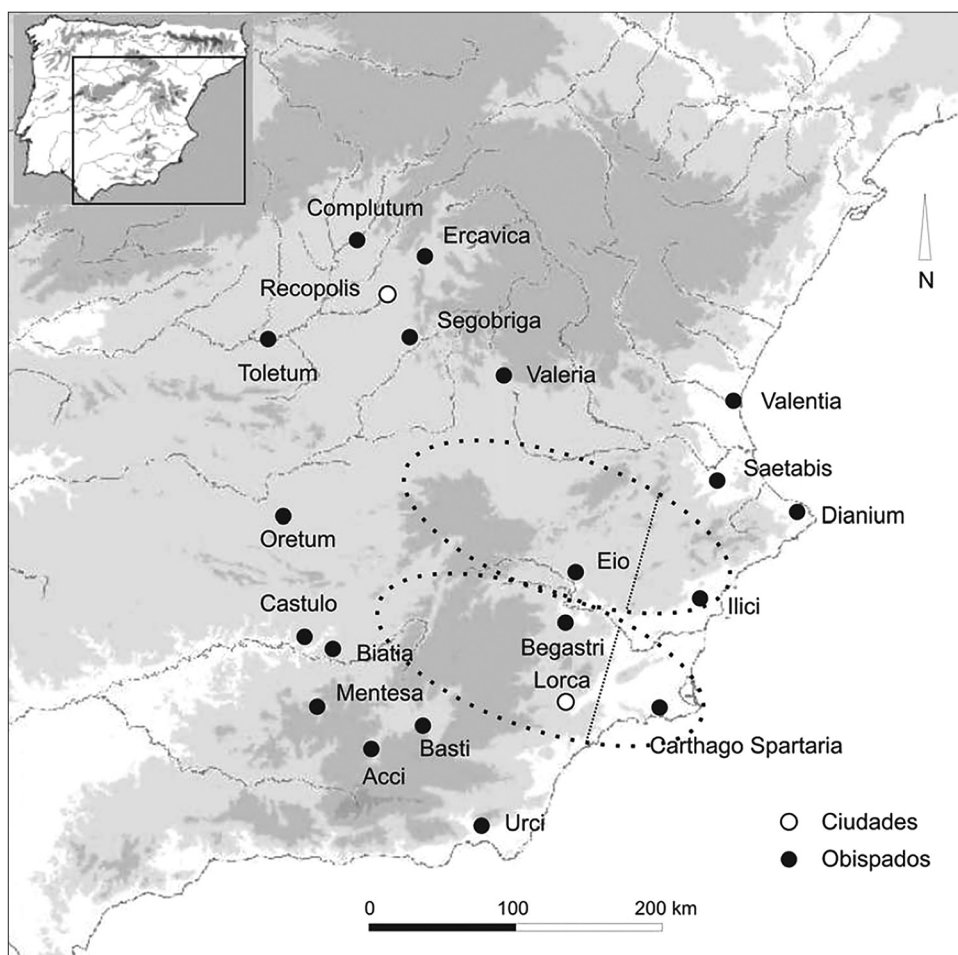 Complutum
Ercavica
Recopolis
Segobriga
Toletum
Valeria
Valentia
Saetabis
Dianium
Oretum
Eio
Ilici
Castulo
Biatia
Begastri
Mentesa
Lorca
Basti
Carthago Spartaria
Acci
Urci
N
Ciudades
Obispados
0 100 200 km